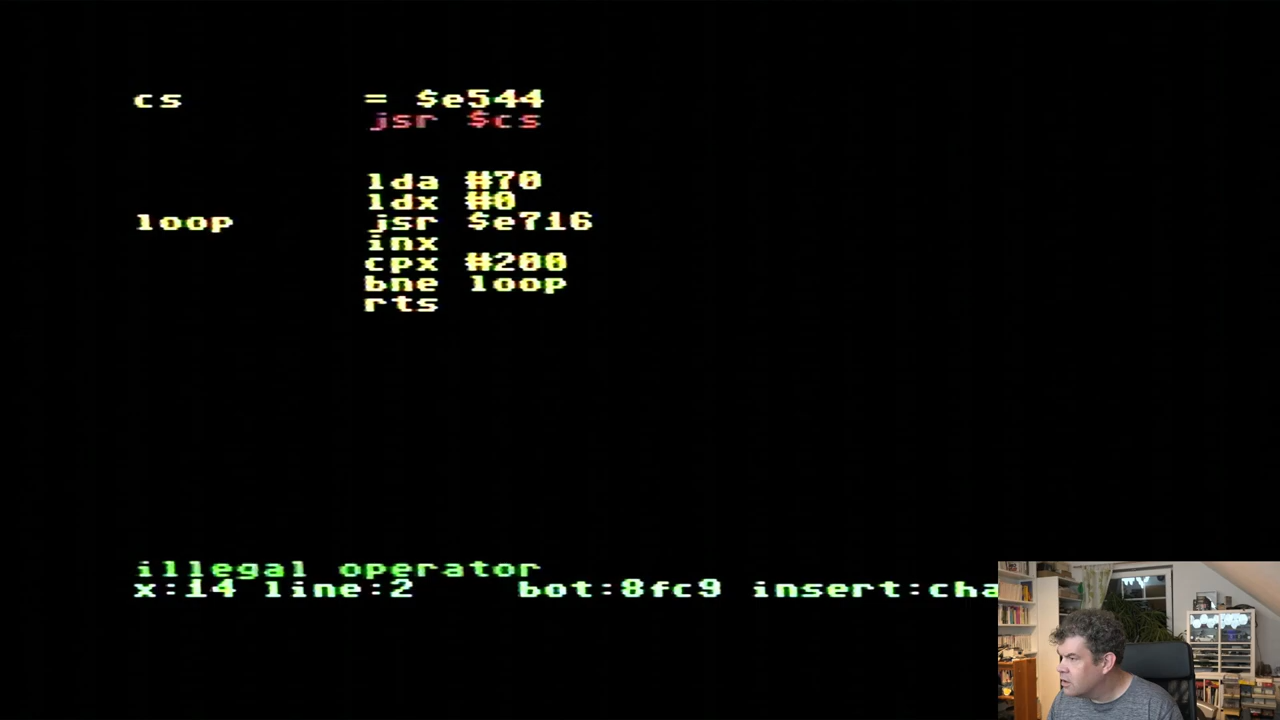 cs = $e544
jsr $cs
lda #70
ldx #0
loop jsr $e716
inx
cpx #200
bne loop
rts
illegal operator
x:14 line:2 bot:8fc9 insert:cha